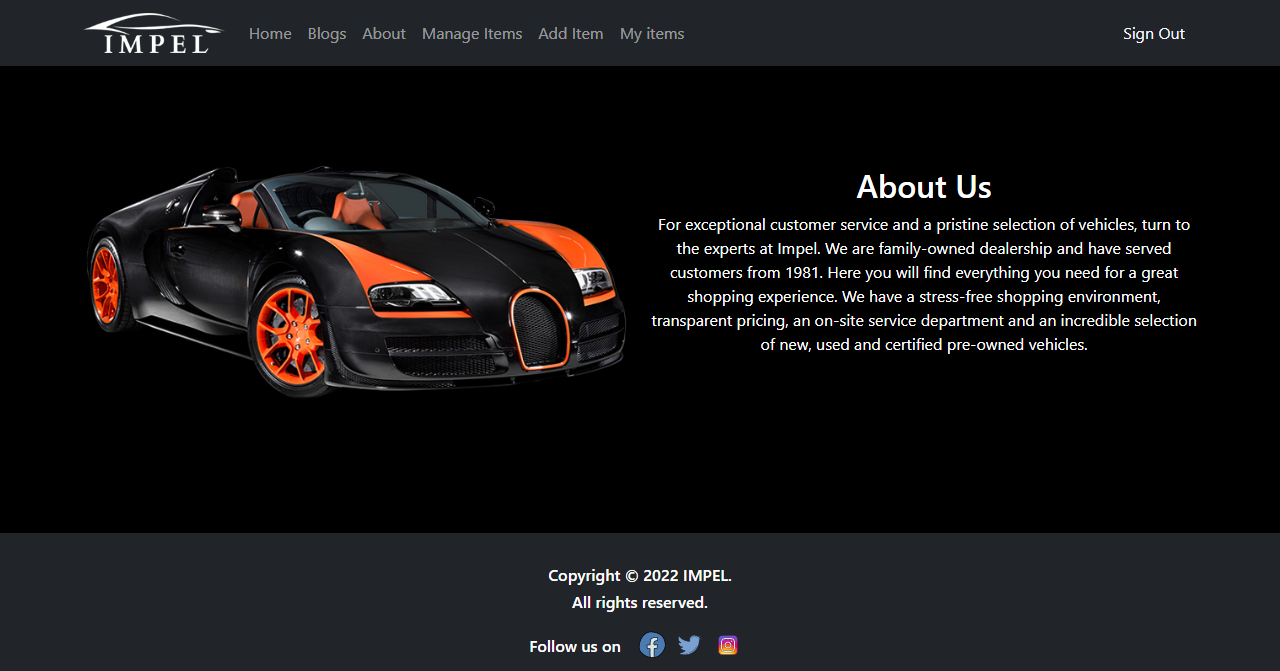 IMPEL
Home Blogs About Manage Items Add Item My items Sign Out
About Us
For exceptional customer service and a pristine selection of vehicles, turn to
the experts at Impel. We are family-owned dealership and have served
customers from 1981. Here you will find everything you need for a great
shopping experience. We have a stress-free shopping environment,
transparent pricing, an on-site service department and an incredible selection
of new, used and certified pre-owned vehicles.
Copyright © 2022 IMPEL.
All rights reserved.
Follow us on